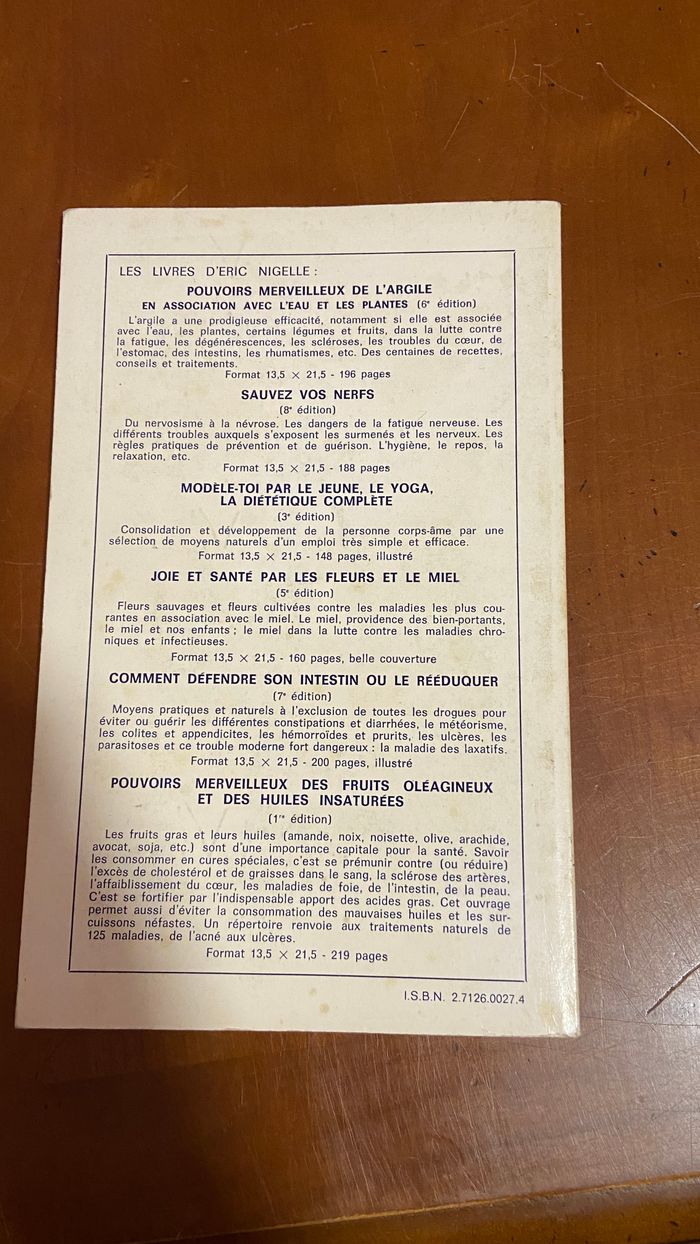 LES LIVRES D'ERIC NIGELLE :
POUVOIRS MERVEILLEUX DE L'ARGILE
EN ASSOCIATION AVEC L'EAU ET LES PLANTES (6e édition)
L'argile a une prodigieuse efficacité, notamment si elle est associée
avec l'eau, les plantes, certains légumes et fruits, dans la lutte contre
la fatigue, les dégénérescences, les scléroses, les troubles du cœur, de
l'estomac, des intestins, les rhumatismes, etc. Des centaines de recettes,
conseils et traitements.
Format 13,5 × 21,5 - 196 pages
SAUVEZ VOS NERFS
(8e édition)
Du nervosisme à la névrose. Les dangers de la fatigue nerveuse. Les
différents troubles auxquels s'exposent les surmenés et les nerveux. Les
règles pratiques de prévention et de guérison. L'hygiène, le repos, la
relaxation, etc.
Format 13,5 × 21,5 - 188 pages
MODÈLE-TOI PAR LE JEUNE, LE YOGA,
LA DIÉTÉTIQUE COMPLÈTE
(3e édition)
Consolidation et développement de la personne corps-âme par une
sélection de moyens naturels d'un emploi très simple et efficace.
Format 13,5 × 21,5 - 148 pages, illustré
JOIE ET SANTÉ PAR LES FLEURS ET LE MIEL
(5e édition)
Fleurs sauvages et fleurs cultivées contre les maladies les plus cou-
rantes en association avec le miel. Le miel, providence des bien-portants,
le miel et nos enfants ; le miel dans la lutte contre les maladies chro-
niques et infectieuses.
Format 13,5 × 21,5 - 160 pages, belle couverture
COMMENT DÉFENDRE SON INTESTIN OU LE RÉÉDUQUER
(7e édition)
Moyens pratiques et naturels à l'exclusion de toutes les drogues pour
éviter ou guérir les différentes constipations et diarrhées, le météorisme,
les colites et appendicites, les hémorroïdes et prurits, les ulcères, les
parasitoses et ce trouble moderne fort dangereux : la maladie des laxatifs.
Format 13,5 × 21,5 - 200 pages, illustré
POUVOIRS MERVEILLEUX DES FRUITS OLÉAGINEUX
ET DES HUILES INSATURÉES
(1re édition)
Les fruits gras et leurs huiles (amande, noix, noisette, olive, arachide,
avocat, soja, etc.) sont d'une importance capitale pour la santé. Savoir
les consommer en cures spéciales, c'est se prémunir contre (ou réduire)
l'excès de cholestérol et de graisses dans le sang, la sclérose des artères,
l'affaiblissement du cœur, les maladies de foie, de l'intestin, de la peau.
C'est se fortifier par l'indispensable apport des acides gras. Cet ouvrage
permet aussi d'éviter la consommation des mauvaises huiles et les sur-
cuissons néfastes. Un répertoire renvoie aux traitements naturels de
125 maladies, de l'acné aux ulcères.
Format 13,5 × 21,5 - 219 pages
I.S.B.N. 2.7126.0027.4